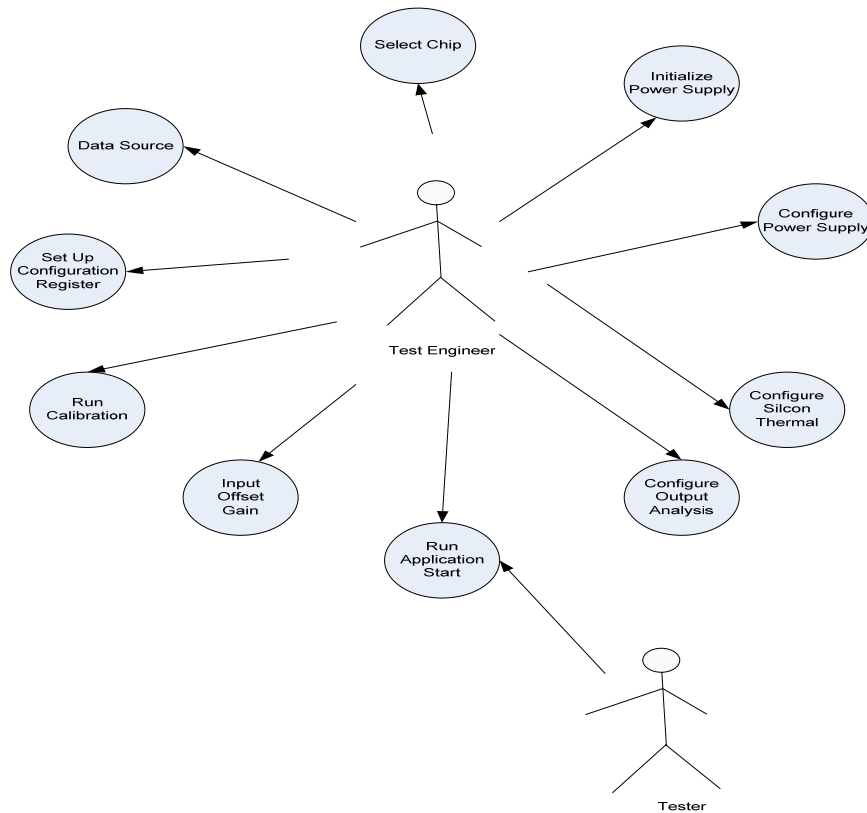 Select Chip
Initialize
Power Supply
Data Source
Configure
Power Supply
Set Up
Configuration
Register
Test Engineer
Run
Calibration
Configure
Silcon
Thermal
Input
Offset
Gain
Configure
Output
Analysis
Run
Application
Start
Tester